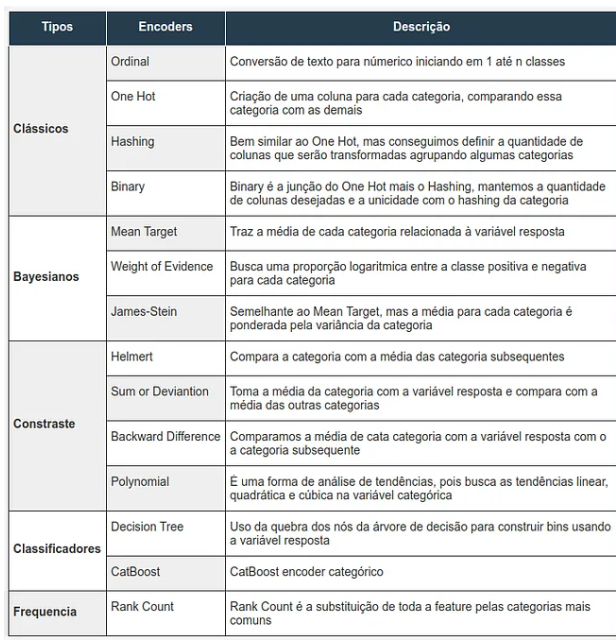 Tipos Encoders Descrição
Clássicos
Ordinal
Conversão de texto para númerico iniciando em 1 até n classes
One Hot
Criação de uma coluna para cada categoria, comparando essa
categoria com as demais
Hashing
Bem similar ao One Hot, mas conseguimos definir a quantidade de
colunas que serão transformadas agrupando algumas categorias
Binary
Binary é a junção do One Hot mais o Hashing, mantemos a quantidade
de colunas desejadas e a unicidade com o hashing da categoria
Bayesianos
Mean Target
Traz a média de cada categoria relacionada à variável resposta
Weight of Evidence
Busca uma proporção logaritmica entre a classe positiva e negativa
para cada categoria
James-Stein
Semelhante ao Mean Target, mas a média para cada categoria é
ponderada pela variância da categoria
Constraste
Helmert
Compara a categoria com a média das categoria subsequentes
Sum or Deviantion
Toma a média da categoria com a variável resposta e compara com a
média das outras categorias
Backward Difference
Comparamos a média de cata categoria com a variável resposta com o
a categoria subsequente
Polynomial
É uma forma de análise de tendências, pois busca as tendências linear,
quadrática e cúbica na variável categórica
Classificadores
Decision Tree
Uso da quebra dos nós da árvore de decisão para construir bins usando
a variável resposta
CatBoost
CatBoost encoder categórico
Frequencia
Rank Count
Rank Count é a substituição de toda a feature pelas categorias mais
comuns